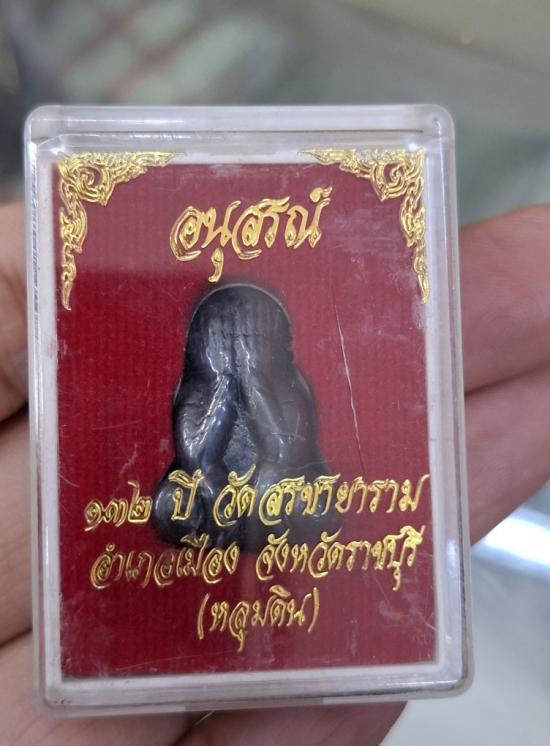 อนุสรณ์
๑๓๒ ปี วัดสรชายาราม
อำเภอเมือง จังหวัดราชบุรี
(หลุมดิน)